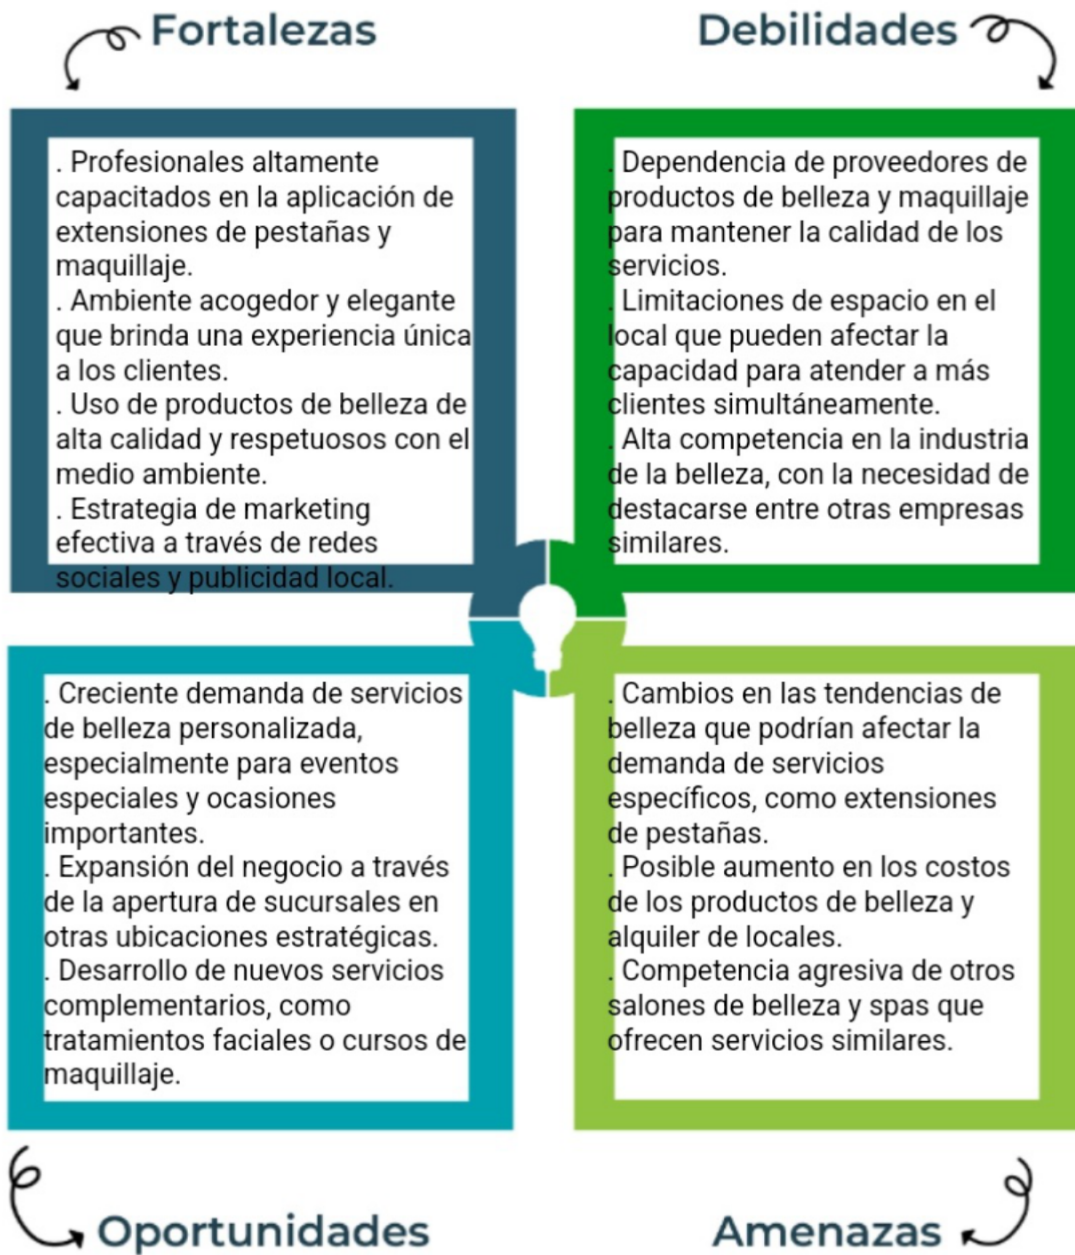 Fortalezas
. Profesionales altamente
capacitados en la aplicación de
extensiones de pestañas y
maquillaje.
. Ambiente acogedor y elegante
que brinda una experiencia única
a los clientes.
. Uso de productos de belleza de
alta calidad y respetuosos con el
medio ambiente.
. Estrategia de marketing
efectiva a través de redes
sociales y publicidad local.
Debilidades
. Dependencia de proveedores de
productos de belleza y maquillaje
para mantener la calidad de los
servicios.
. Limitaciones de espacio en el
local que pueden afectar la
capacidad para atender a más
clientes simultáneamente.
. Alta competencia en la industria
de la belleza, con la necesidad de
destacarse entre otras empresas
similares.
. Creciente demanda de servicios
de belleza personalizada,
especialmente para eventos
especiales y ocasiones
importantes.
. Expansión del negocio a través
de la apertura de sucursales en
otras ubicaciones estratégicas.
. Desarrollo de nuevos servicios
complementarios, como
tratamientos faciales o cursos de
maquillaje.
Oportunidades
. Cambios en las tendencias de
belleza que podrían afectar la
demanda de servicios
específicos, como extensiones
de pestañas.
. Posible aumento en los costos
de los productos de belleza y
alquiler de locales.
. Competencia agresiva de otros
salones de belleza y spas que
ofrecen servicios similares.
Amenazas